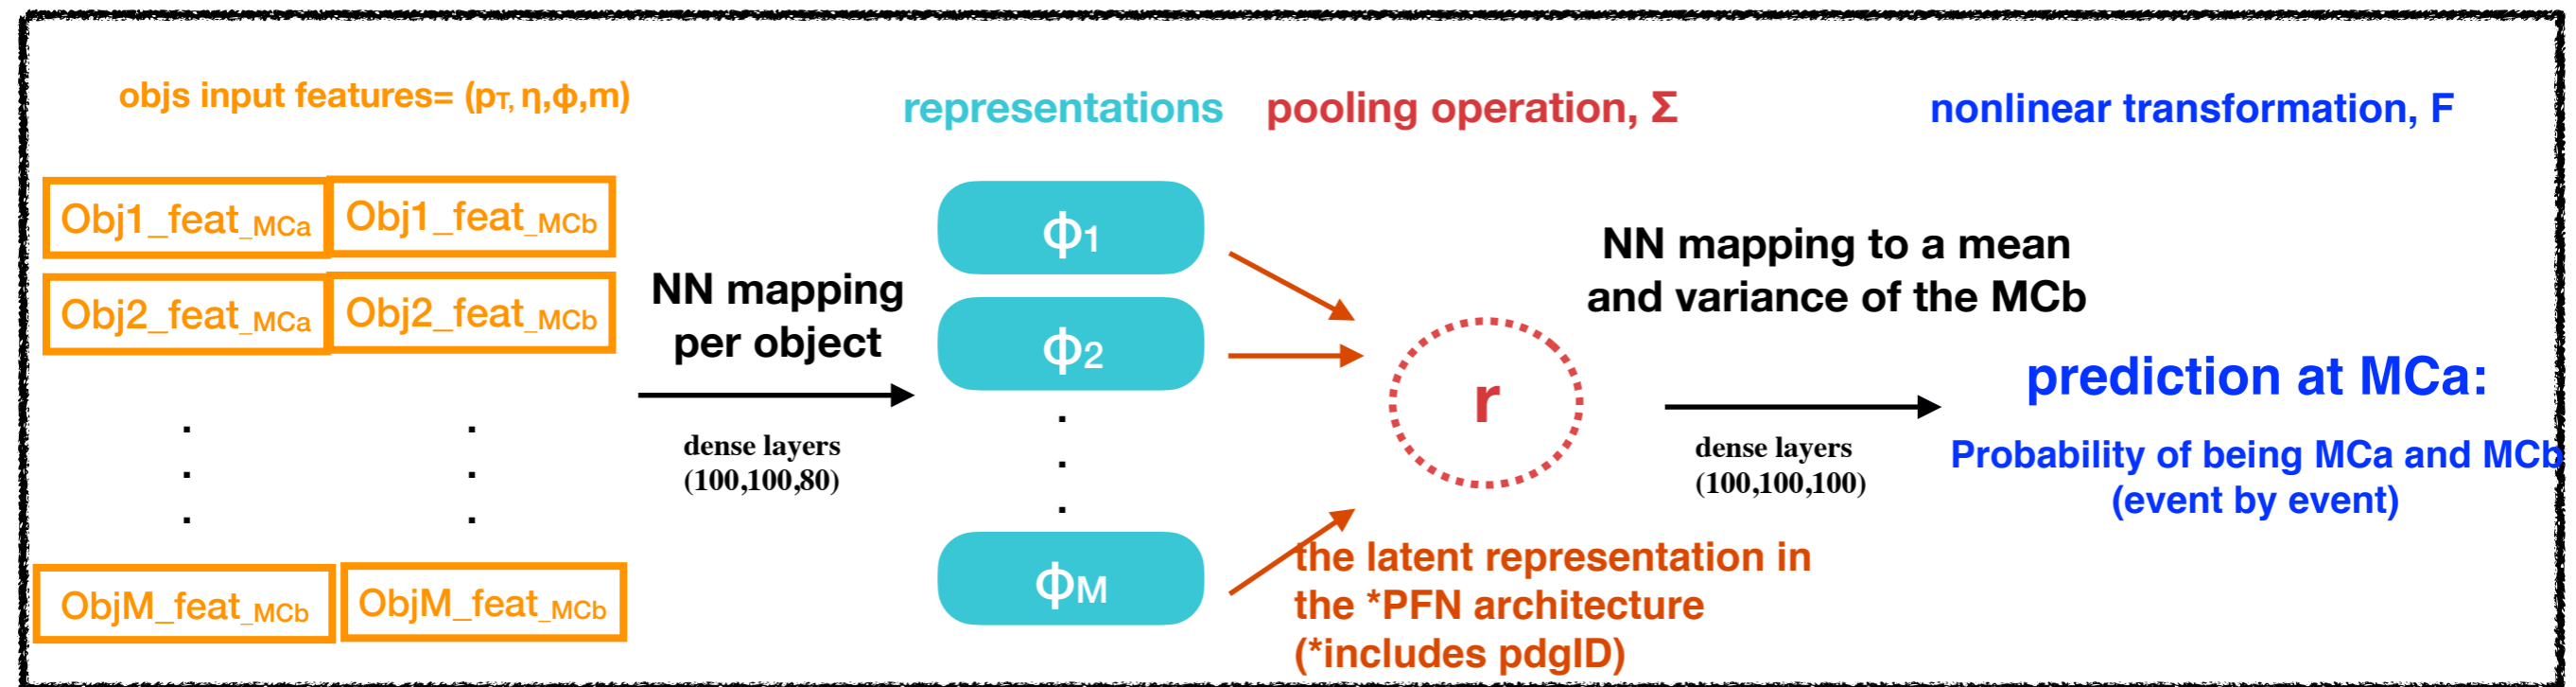 objs input features= (pT, η,ϕ,m)
representations
pooling operation, Σ
nonlinear transformation, F
Obj1_feat_MCa
Obj1_feat_MCb
Obj2_feat_MCa
Obj2_feat_MCb
.
.
.
.
.
.
ObjM_feat_MCb
ObjM_feat_MCb
NN mapping
per object
dense layers
(100,100,80)
ϕ1
ϕ2
.
.
.
ϕM
r
the latent representation in
the *PFN architecture
(*includes pdgID)
NN mapping to a mean
and variance of the MCb
dense layers
(100,100,100)
prediction at MCa:
Probability of being MCa and MCb
(event by event)